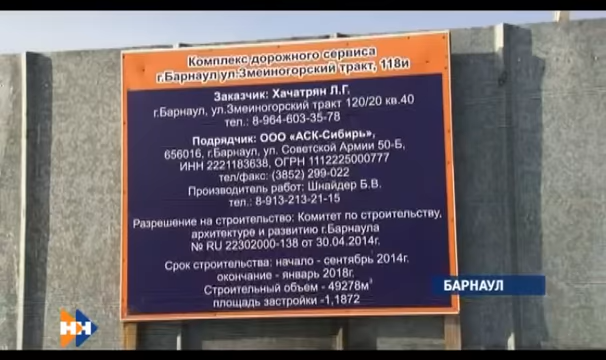 Комплекс дорожного сервиса
г.Барнаул ул.Змеиногорский тракт, 118и
Заказчик: Хачатрян Л.Г.
г.Барнаул, ул.Змеиногорский тракт 120/20 кв.40
тел.: 8-964-603-35-78
Подрядчик: ООО «АСК-Сибирь»,
656016, г.Барнаул, ул. Советской Армии 50-Б,
ИНН 2221183638, ОГРН 1112225000777
тел/факс: (3852) 299-022
Производитель работ: Шнайдер Б.В.
тел.: 8-913-213-21-15
Разрешение на строительство: Комитет по строительству,
архитектуре и развитию г.Барнаула
№ RU 22302000-138 от 30.04.2014г.
Срок строительства: начало - сентябрь 2014г.
окончание - январь 2018г.
Строительный объем - 49278м³
площадь застройки -1,1872
БАРНАУЛ
НН